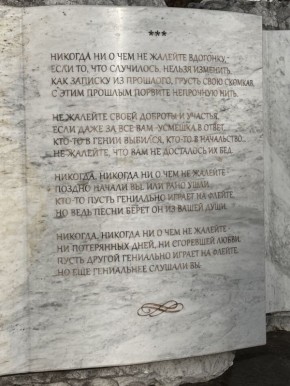 ***
НИКОГДА НИ О ЧЕМ НЕ ЖАЛЕЙТЕ ВДОГОНКУ,
ЕСЛИ ТО, ЧТО СЛУЧИЛОСЬ, НЕЛЬЗЯ ИЗМЕНИТЬ.
КАК ЗАПИСКУ ИЗ ПРОШЛОГО, ГРУСТЬ СВОЮ СКОМКАВ,
С ЭТИМ ПРОШЛЫМ ПОРВИТЕ НЕПРОЧНУЮ НИТЬ.
НЕ ЖАЛЕЙТЕ СВОЕЙ ДОБРОТЫ И УЧАСТЬЯ,
ЕСЛИ ДАЖЕ ЗА ВСЕ ВАМ - УСМЕШКА В ОТВЕТ.
КТО-ТО В ГЕНИИ ВЫБИЛСЯ, КТО-ТО В НАЧАЛЬСТВО...
НЕ ЖАЛЕЙТЕ, ЧТО ВАМ НЕ ДОСТАЛОСЬ ИХ БЕД.
НИКОГДА, НИКОГДА НИ О ЧЕМ НЕ ЖАЛЕЙТЕ -
ПОЗДНО НАЧАЛИ ВЫ ИЛИ РАНО УШЛИ.
КТО-ТО ПУСТЬ ГЕНИАЛЬНО ИГРАЕТ НА ФЛЕЙТЕ,
НО ВЕДЬ ПЕСНИ БЕРЕТ ОН ИЗ ВАШЕЙ ДУШИ.
НИКОГДА, НИКОГДА НИ О ЧЕМ НЕ ЖАЛЕЙТЕ -
НИ ПОТЕРЯННЫХ ДНЕЙ, НИ СГОРЕВШЕЙ ЛЮБВИ.
ПУСТЬ ДРУГОЙ ГЕНИАЛЬНО ИГРАЕТ НА ФЛЕЙТЕ,
НО ЕЩЕ ГЕНИАЛЬНЕЕ СЛУШАЛИ ВЫ.